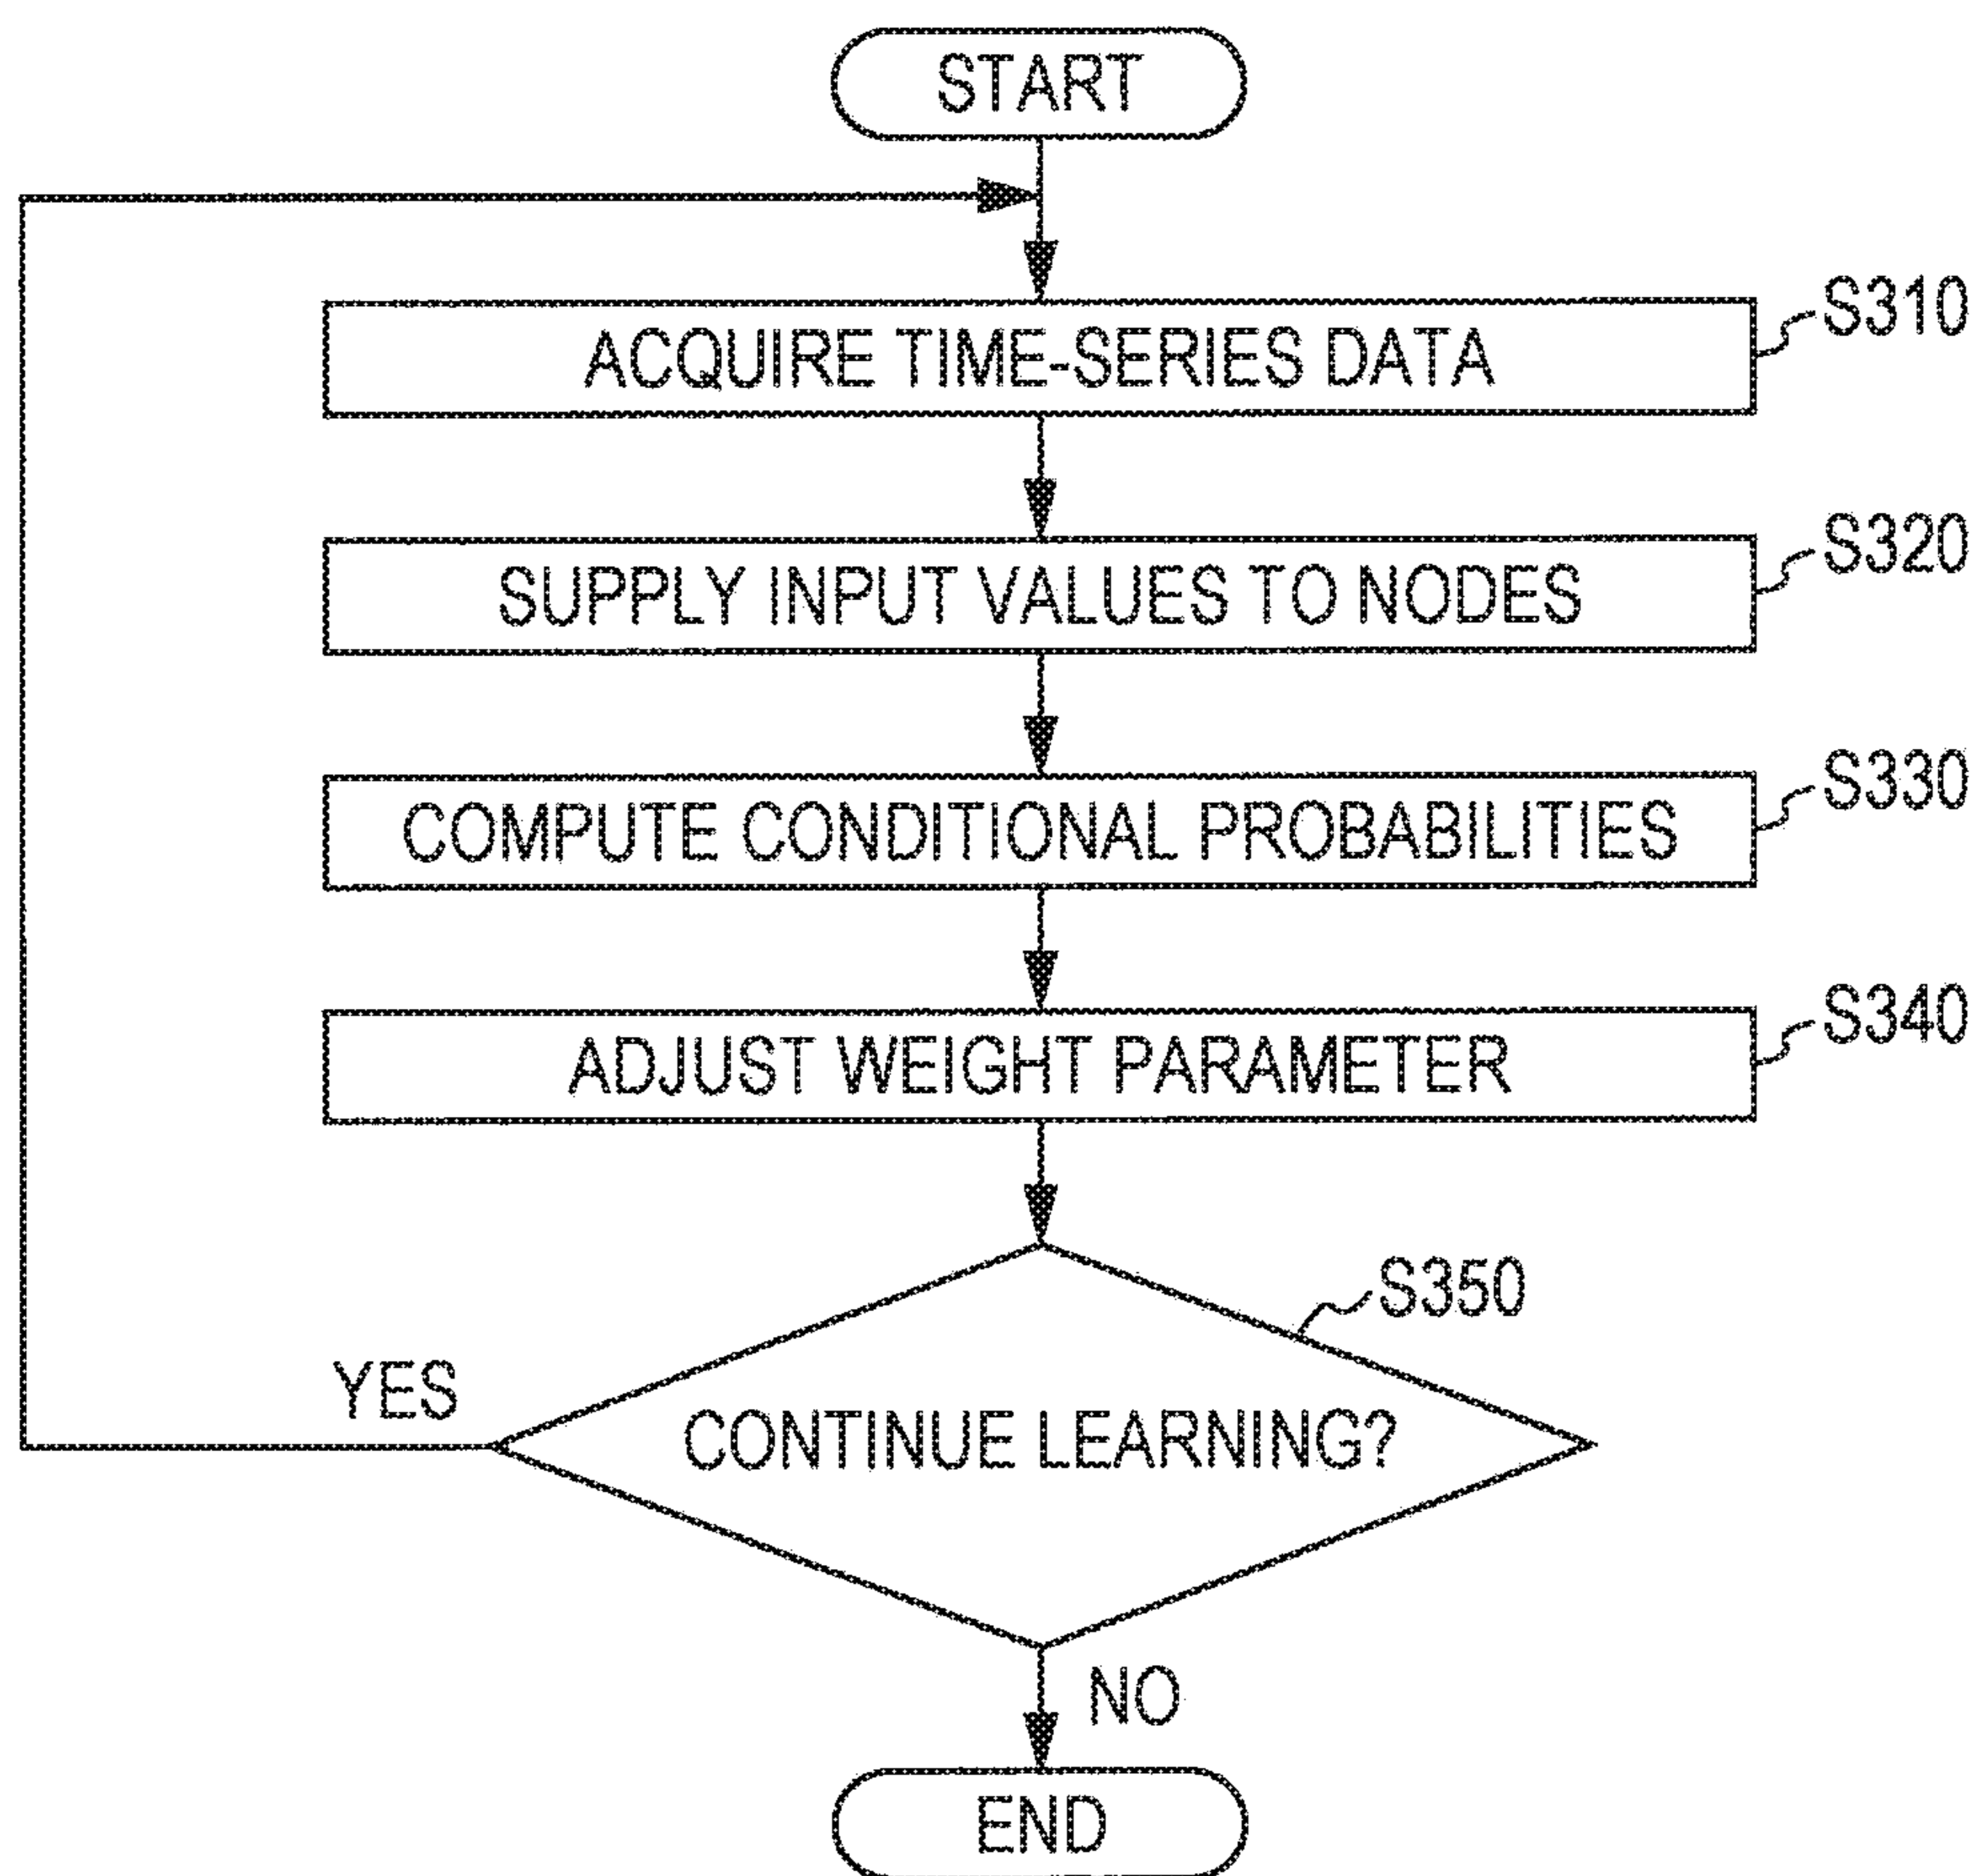 START
ACQUIRE TIME-SERIES DATA
S310
SUPPLY INPUT VALUES TO NODES
S320
COMPUTE CONDITIONAL PROBABILITIES
S330
ADJUST WEIGHT PARAMETER
S340
S350
YES
CONTINUE LEARNING?
NO
END